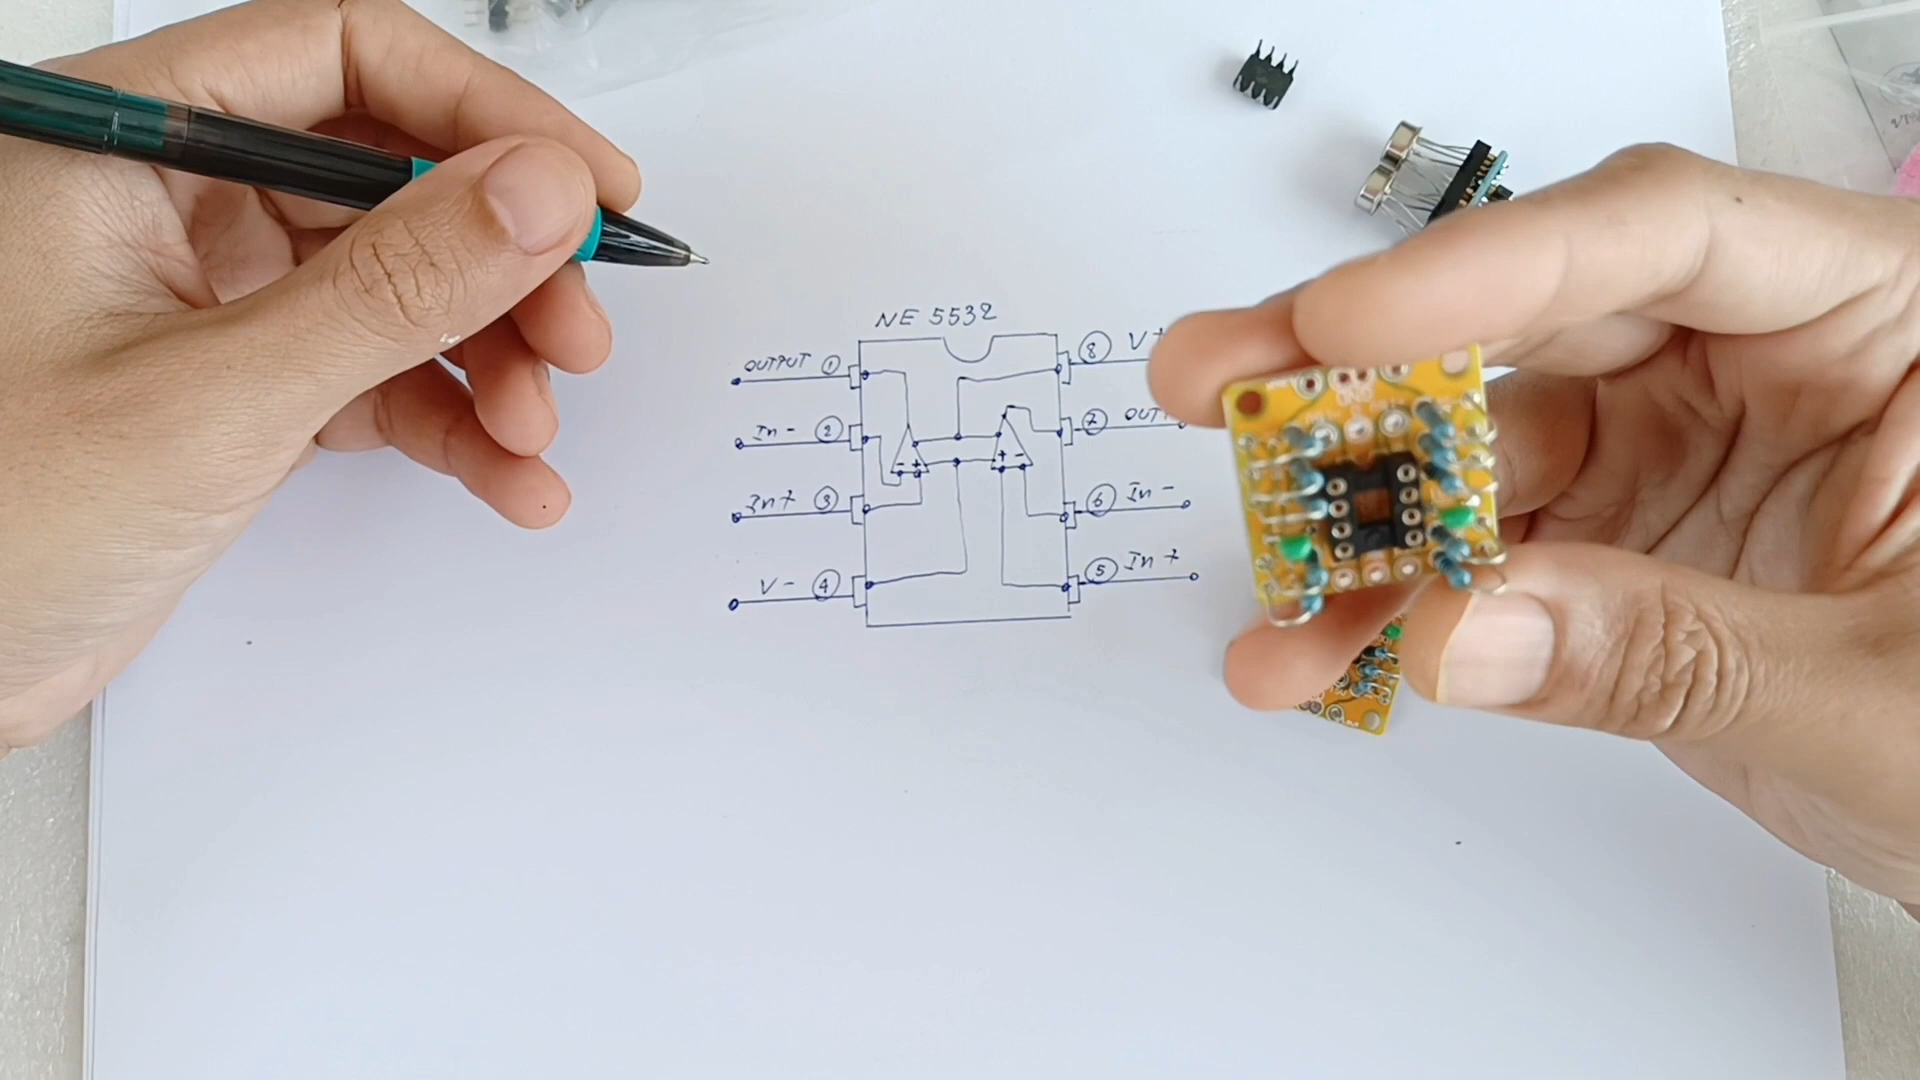 NE 5532
OUTPUT ①
⑧ V+
In - ②
⑦ OUT
In+ ③
⑥ In -
V - ④
⑤ In +
- +
+ -